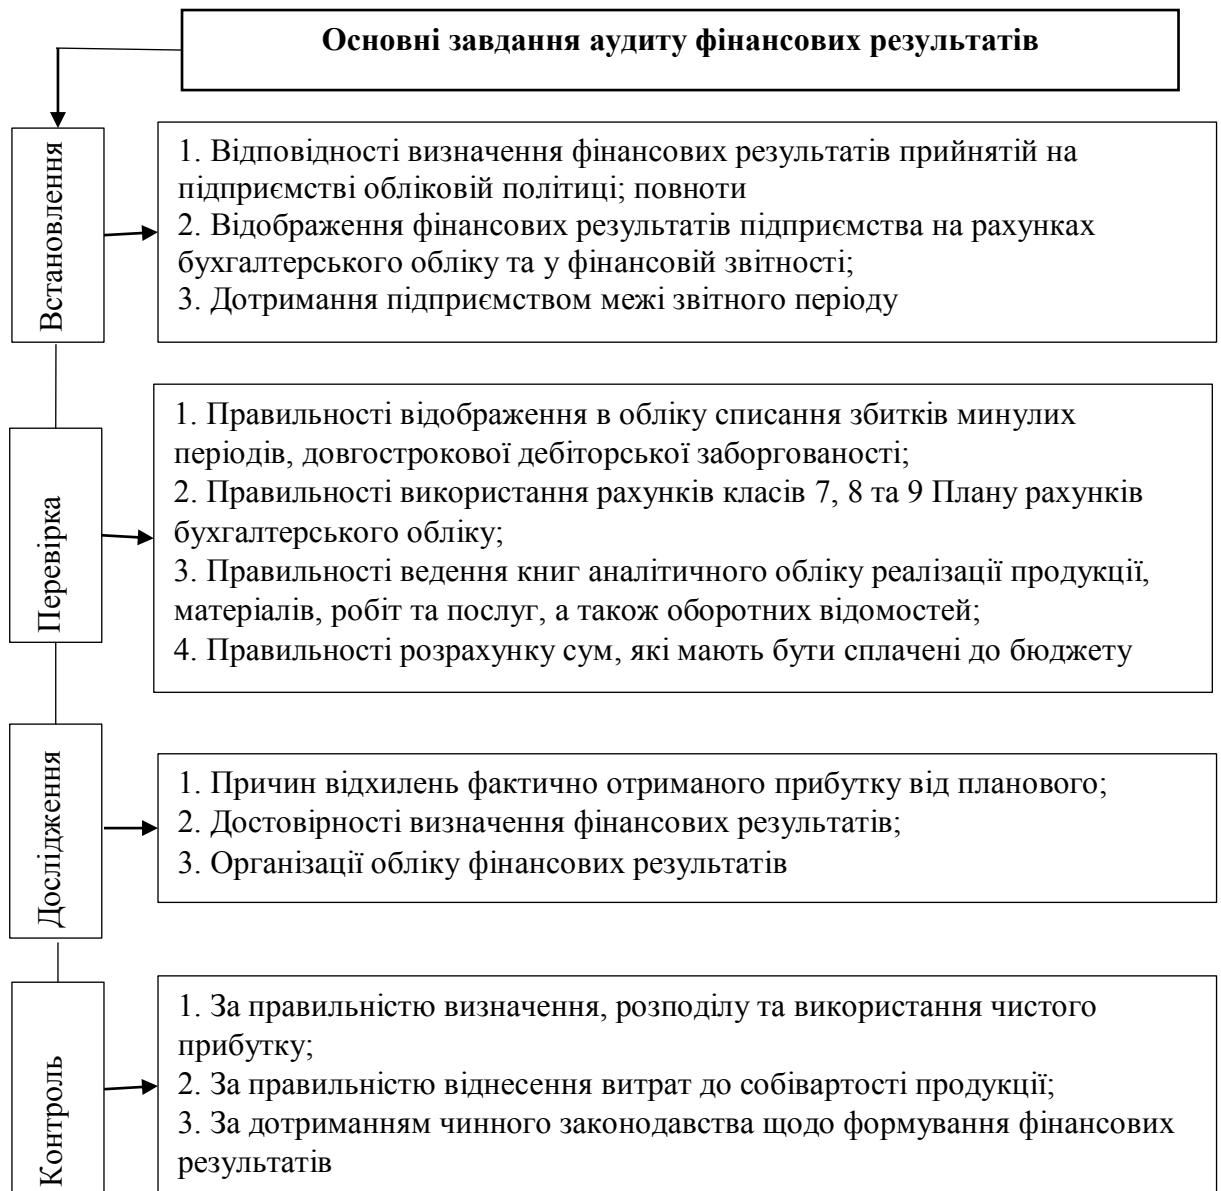 Основні завдання аудиту фінансових результатів
Встановлення
1. Відповідності визначення фінансових результатів прийнятій на
підприємстві обліковій політиці; повноти
2. Відображення фінансових результатів підприємства на рахунках
бухгалтерського обліку та у фінансовій звітності;
3. Дотримання підприємством межі звітного періоду
Перевірка
1. Правильності відображення в обліку списання збитків минулих
періодів, довгострокової дебіторської заборгованості;
2. Правильності використання рахунків класів 7, 8 та 9 Плану рахунків
бухгалтерського обліку;
3. Правильності ведення книг аналітичного обліку реалізації продукції,
матеріалів, робіт та послуг, а також оборотних відомостей;
4. Правильності розрахунку сум, які мають бути сплачені до бюджету
Дослідження
1. Причин відхилень фактично отриманого прибутку від планового;
2. Достовірності визначення фінансових результатів;
3. Організації обліку фінансових результатів
Контроль
1. За правильністю визначення, розподілу та використання чистого
прибутку;
2. За правильністю віднесення витрат до собівартості продукції;
3. За дотриманням чинного законодавства щодо формування фінансових
результатів